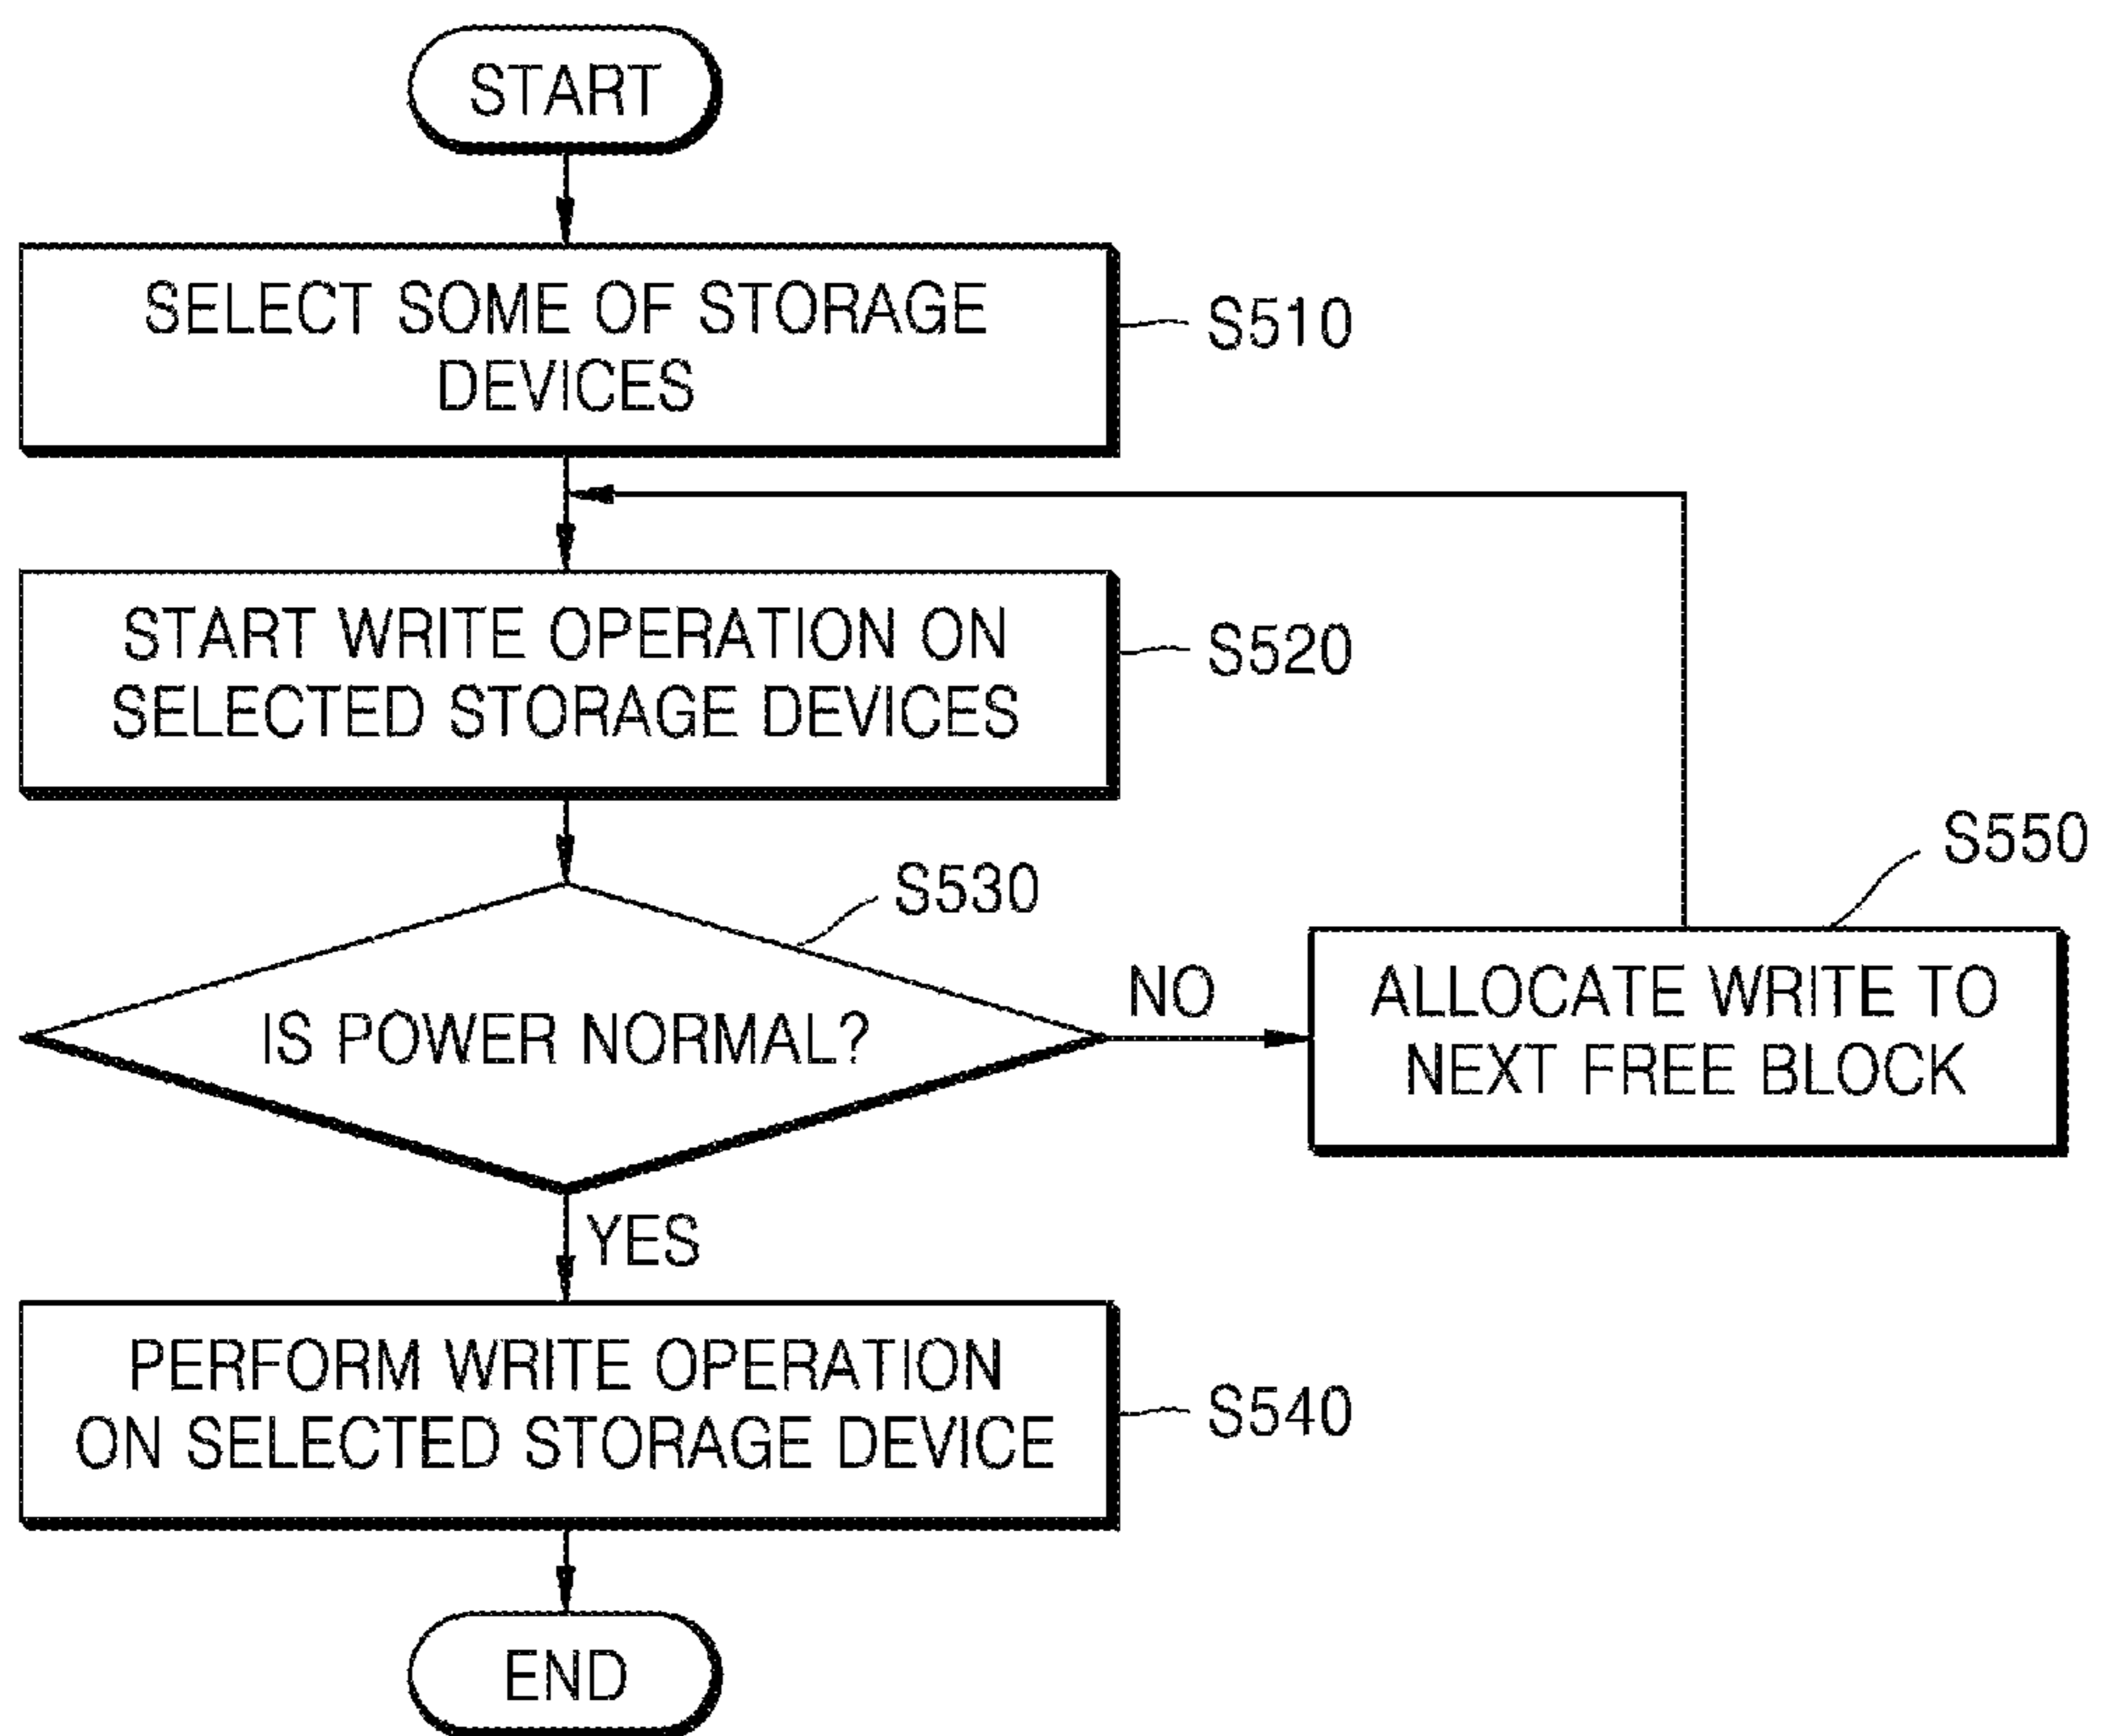 START
SELECT SOME OF STORAGE
DEVICES
S510
START WRITE OPERATION ON
SELECTED STORAGE DEVICES
S520
S530
IS POWER NORMAL?
NO
S550
ALLOCATE WRITE TO
NEXT FREE BLOCK
YES
PERFORM WRITE OPERATION
ON SELECTED STORAGE DEVICE
S540
END